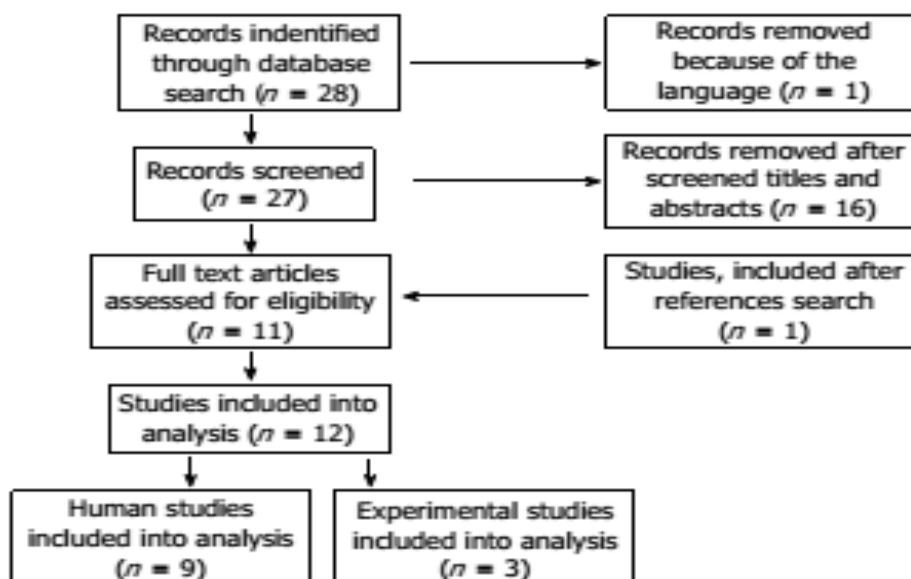 Records indentified
through database
search (n = 28)
Records removed
because of the
language (n = 1)
Records screened
(n = 27)
Records removed after
screened titles and
abstracts (n = 16)
Full text articles
assessed for eligibility
(n = 11)
Studies, included after
references search
(n = 1)
Studies included into
analysis (n = 12)
Human studies
included into analysis
(n = 9)
Experimental studies
included into analysis
(n = 3)